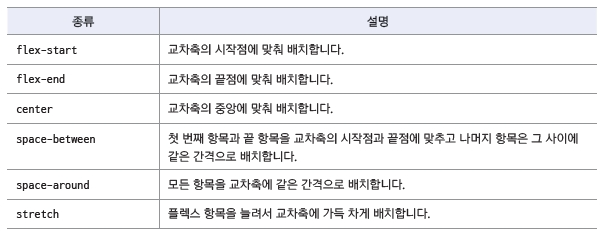 종류 설명
flex-start 교차축의 시작점에 맞춰 배치합니다.
flex-end 교차축의 끝점에 맞춰 배치합니다.
center 교차축의 중앙에 맞춰 배치합니다.
space-between 첫 번째 항목과 끝 항목을 교차축의 시작점과 끝점에 맞추고 나머지 항목은 그 사이에
같은 간격으로 배치합니다.
space-around 모든 항목을 교차축에 같은 간격으로 배치합니다.
stretch 플렉스 항목을 늘려서 교차축에 가득 차게 배치합니다.